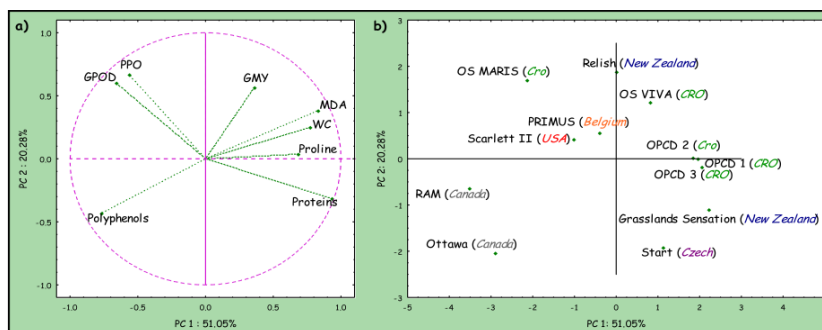 a)
PPO
GPOD
GMY
MDA
WC
Proline
Proteins
Polyphenols
1.0
0.5
0.0
-0.5
-1.0
-1.0 -0.5 0.0 0.5 1.0
PC 2 : 20.28%
PC 1 : 51.05%
b)
Relish (New Zealand)
OS MARIS (Cro)
OS VIVA (CRO)
PRIMUS (Belgium)
Scarlett II (USA)
OPCD 2 (Cro)
OPCD 1 (CRO)
OPCD 3 (CRO)
RAM (Canada)
Grasslands Sensation (New Zealand)
Ottawa (Canada)
Start (Czech)
3
2
1
0
-1
-2
-3
-5 -4 -3 -2 -1 0 1 2 3 4 5
PC 2: 20.28%
PC 1: 51.05%